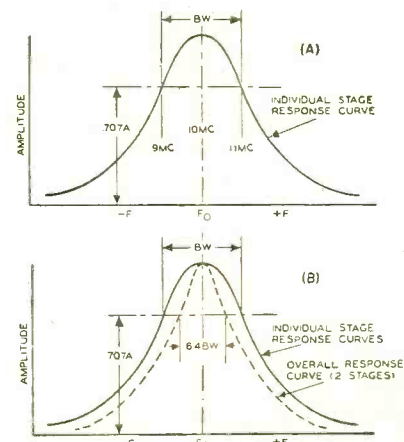 BW
(A)
AMPLITUDE
.707A
INDIVIDUAL STAGE
RESPONSE CURVE
10MC
9MC
11MC
-F
FO
+F
BW
(B)
AMPLITUDE
.707A
.64BW
INDIVIDUAL STAGE
RESPONSE CURVES
OVERALL RESPONSE
CURVE (2 STAGES)